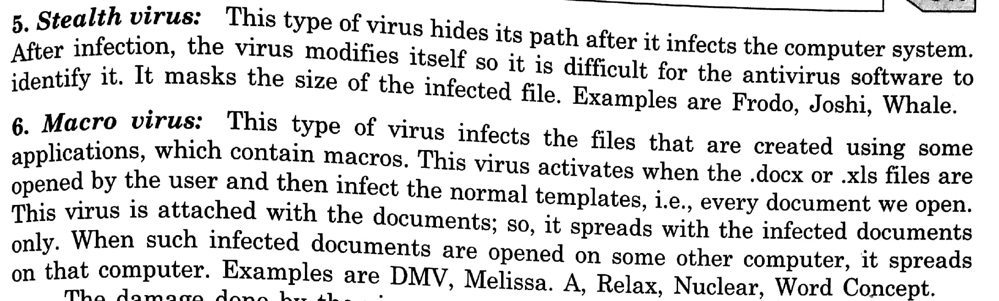 5. Stealth virus: This type of virus hides its path after it infects the computer system.
After infection, the virus modifies itself so it is difficult for the antivirus software to
identify it. It masks the size of the infected file. Examples are Frodo, Joshi, Whale.
6. Macro virus: This type of virus infects the files that are created using some
applications, which contain macros. This virus activates when the .docx or .xls files are
opened by the user and then infect the normal templates, i.e., every document we open.
This virus is attached with the documents; so, it spreads with the infected documents
only. When such infected documents are opened on some other computer, it spreads
on that computer. Examples are DMV, Melissa. A, Relax, Nuclear, Word Concept.
The damage done by the